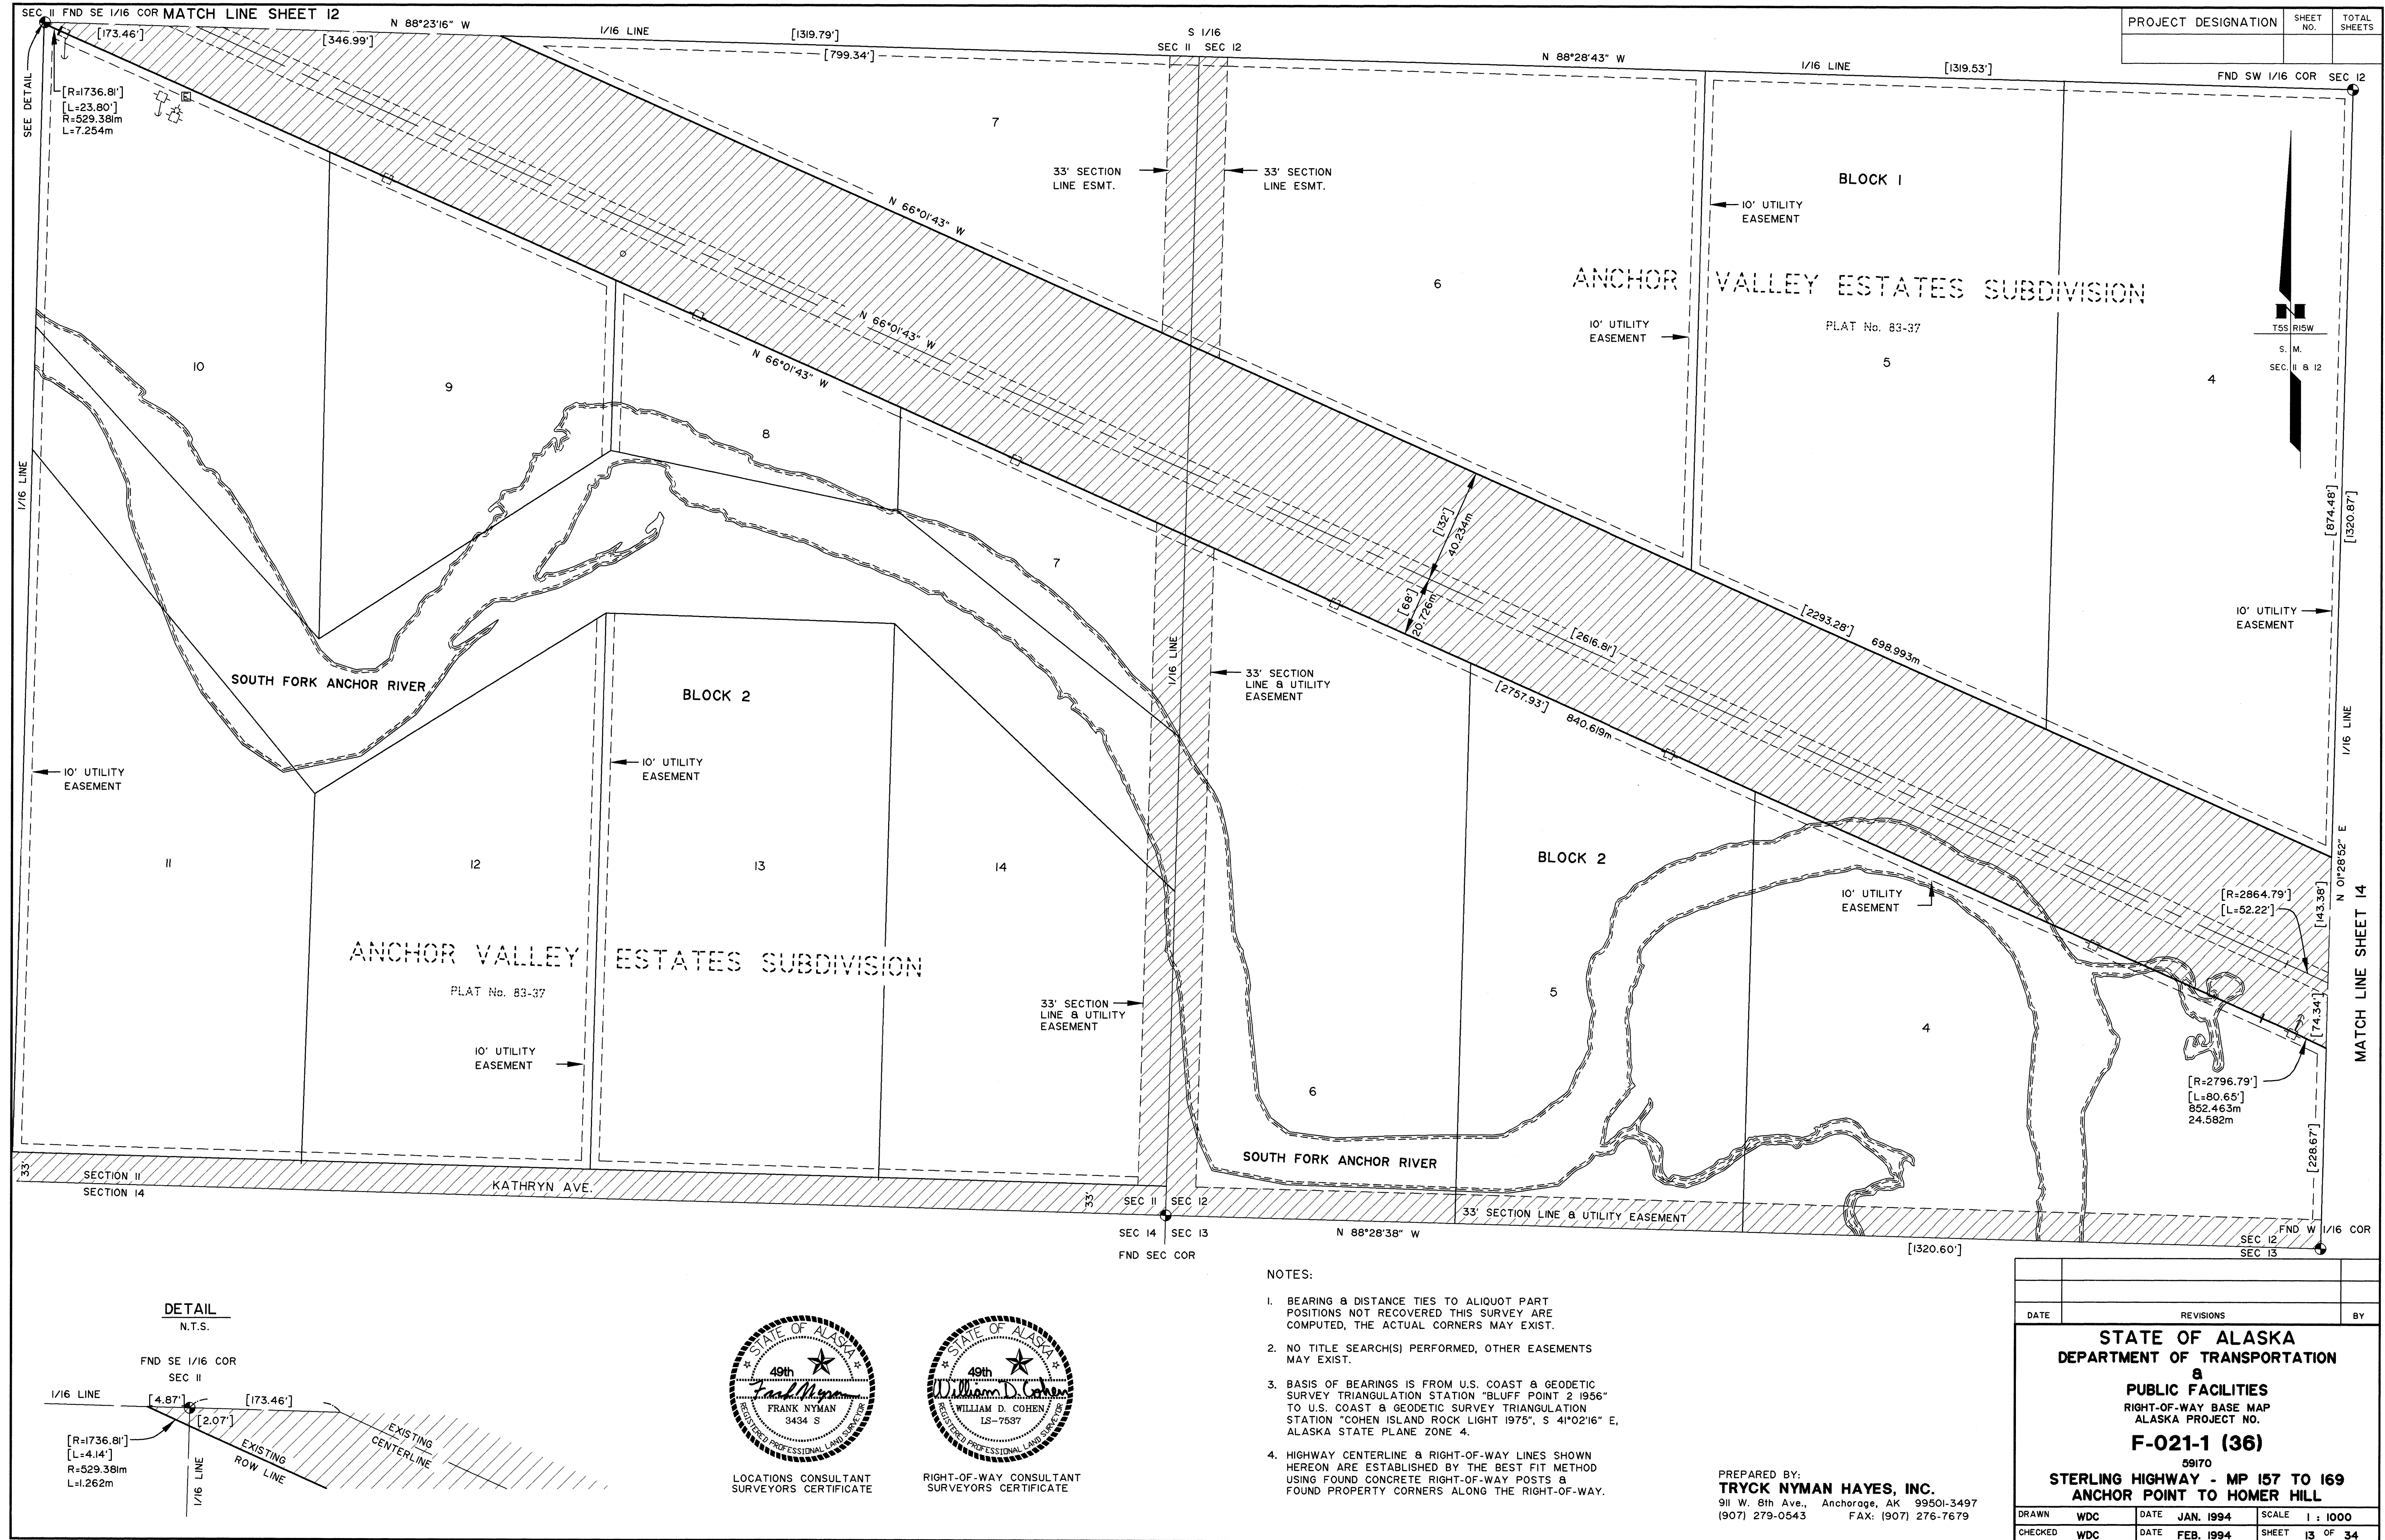 SEC 11 FND SE 1/16 COR MATCH LINE SHEET 12
N 88°23'16" W
1/16 LINE
[1319.79']
S 1/16
SEC 11 SEC 12
N 88°28'43" W
1/16 LINE
[1319.53']
FND SW 1/16 COR SEC 12
PROJECT DESIGNATION
SHEET NO.
TOTAL SHEETS
[173.46']
[346.99']
[799.34']
SEE DETAIL
[R=1736.81']
[L=23.80']
R=529.381m
L=7.254m
E
7
33' SECTION
LINE ESMT.
33' SECTION
LINE ESMT.
BLOCK 1
10' UTILITY
EASEMENT
N 66°01'43" W
6
ANCHOR VALLEY ESTATES SUBDIVISION
PLAT No. 83-37
10' UTILITY
EASEMENT
5
4
N
T5S R15W
S. M.
SEC. 11 & 12
N 66°01'43" W
N 66°01'43" W
10
9
8
7
1/16 LINE
[132']
40.234m
[68']
20.726m
[874.48']
[1320.87']
[2293.28'] 698.993m
[2616.81']
[2757.93'] 840.619m
10' UTILITY
EASEMENT
SOUTH FORK ANCHOR RIVER
BLOCK 2
1/16 LINE
33' SECTION
LINE & UTILITY
EASEMENT
1/16 LINE
10' UTILITY
EASEMENT
10' UTILITY
EASEMENT
11
12
13
14
BLOCK 2
10' UTILITY
EASEMENT
N 01°28'52" E
[R=2864.79']
[L=52.22']
[143.38']
MATCH LINE SHEET 14
ANCHOR VALLEY ESTATES SUBDIVISION
PLAT No. 83-37
33' SECTION
LINE & UTILITY
EASEMENT
5
4
[74.34']
10' UTILITY
EASEMENT
6
[R=2796.79']
[L=80.65']
852.463m
24.582m
[228.67']
SOUTH FORK ANCHOR RIVER
33'
SECTION 11
SECTION 14
KATHRYN AVE.
33'
SEC 11 SEC 12
SEC 14 SEC 13
FND SEC COR
33' SECTION LINE & UTILITY EASEMENT
N 88°28'38" W
[1320.60']
FND W 1/16 COR
SEC 12
SEC 13
DETAIL
N.T.S.
FND SE 1/16 COR
SEC 11
1/16 LINE
[4.87']
[173.46']
[2.07']
[R=1736.81']
[L=4.14']
R=529.381m
L=1.262m
EXISTING
ROW LINE
EXISTING
CENTERLINE
1/16 LINE
STATE OF ALASKA
49th
Frank Nyman
FRANK NYMAN
3434 S
REGISTERED PROFESSIONAL LAND SURVEYOR
LOCATIONS CONSULTANT
SURVEYORS CERTIFICATE
STATE OF ALASKA
49th
William D. Cohen
WILLIAM D. COHEN
LS-7537
REGISTERED PROFESSIONAL LAND SURVEYOR
RIGHT-OF-WAY CONSULTANT
SURVEYORS CERTIFICATE
NOTES:
1. BEARING & DISTANCE TIES TO ALIQUOT PART
POSITIONS NOT RECOVERED THIS SURVEY ARE
COMPUTED, THE ACTUAL CORNERS MAY EXIST.
2. NO TITLE SEARCH(S) PERFORMED, OTHER EASEMENTS
MAY EXIST.
3. BASIS OF BEARINGS IS FROM U.S. COAST & GEODETIC
SURVEY TRIANGULATION STATION "BLUFF POINT 2 1956"
TO U.S. COAST & GEODETIC SURVEY TRIANGULATION
STATION "COHEN ISLAND ROCK LIGHT 1975", S 41°02'16" E,
ALASKA STATE PLANE ZONE 4.
4. HIGHWAY CENTERLINE & RIGHT-OF-WAY LINES SHOWN
HEREON ARE ESTABLISHED BY THE BEST FIT METHOD
USING FOUND CONCRETE RIGHT-OF-WAY POSTS &
FOUND PROPERTY CORNERS ALONG THE RIGHT-OF-WAY.
PREPARED BY:
TRYCK NYMAN HAYES, INC.
911 W. 8th Ave., Anchorage, AK 99501-3497
(907) 279-0543 FAX: (907) 276-7679
DATE REVISIONS BY
STATE OF ALASKA
DEPARTMENT OF TRANSPORTATION
&
PUBLIC FACILITIES
RIGHT-OF-WAY BASE MAP
ALASKA PROJECT NO.
F-021-1 (36)
59170
STERLING HIGHWAY - MP 157 TO 169
ANCHOR POINT TO HOMER HILL
DRAWN WDC DATE JAN. 1994 SCALE 1 : 1000
CHECKED WDC DATE FEB. 1994 SHEET 13 OF 34